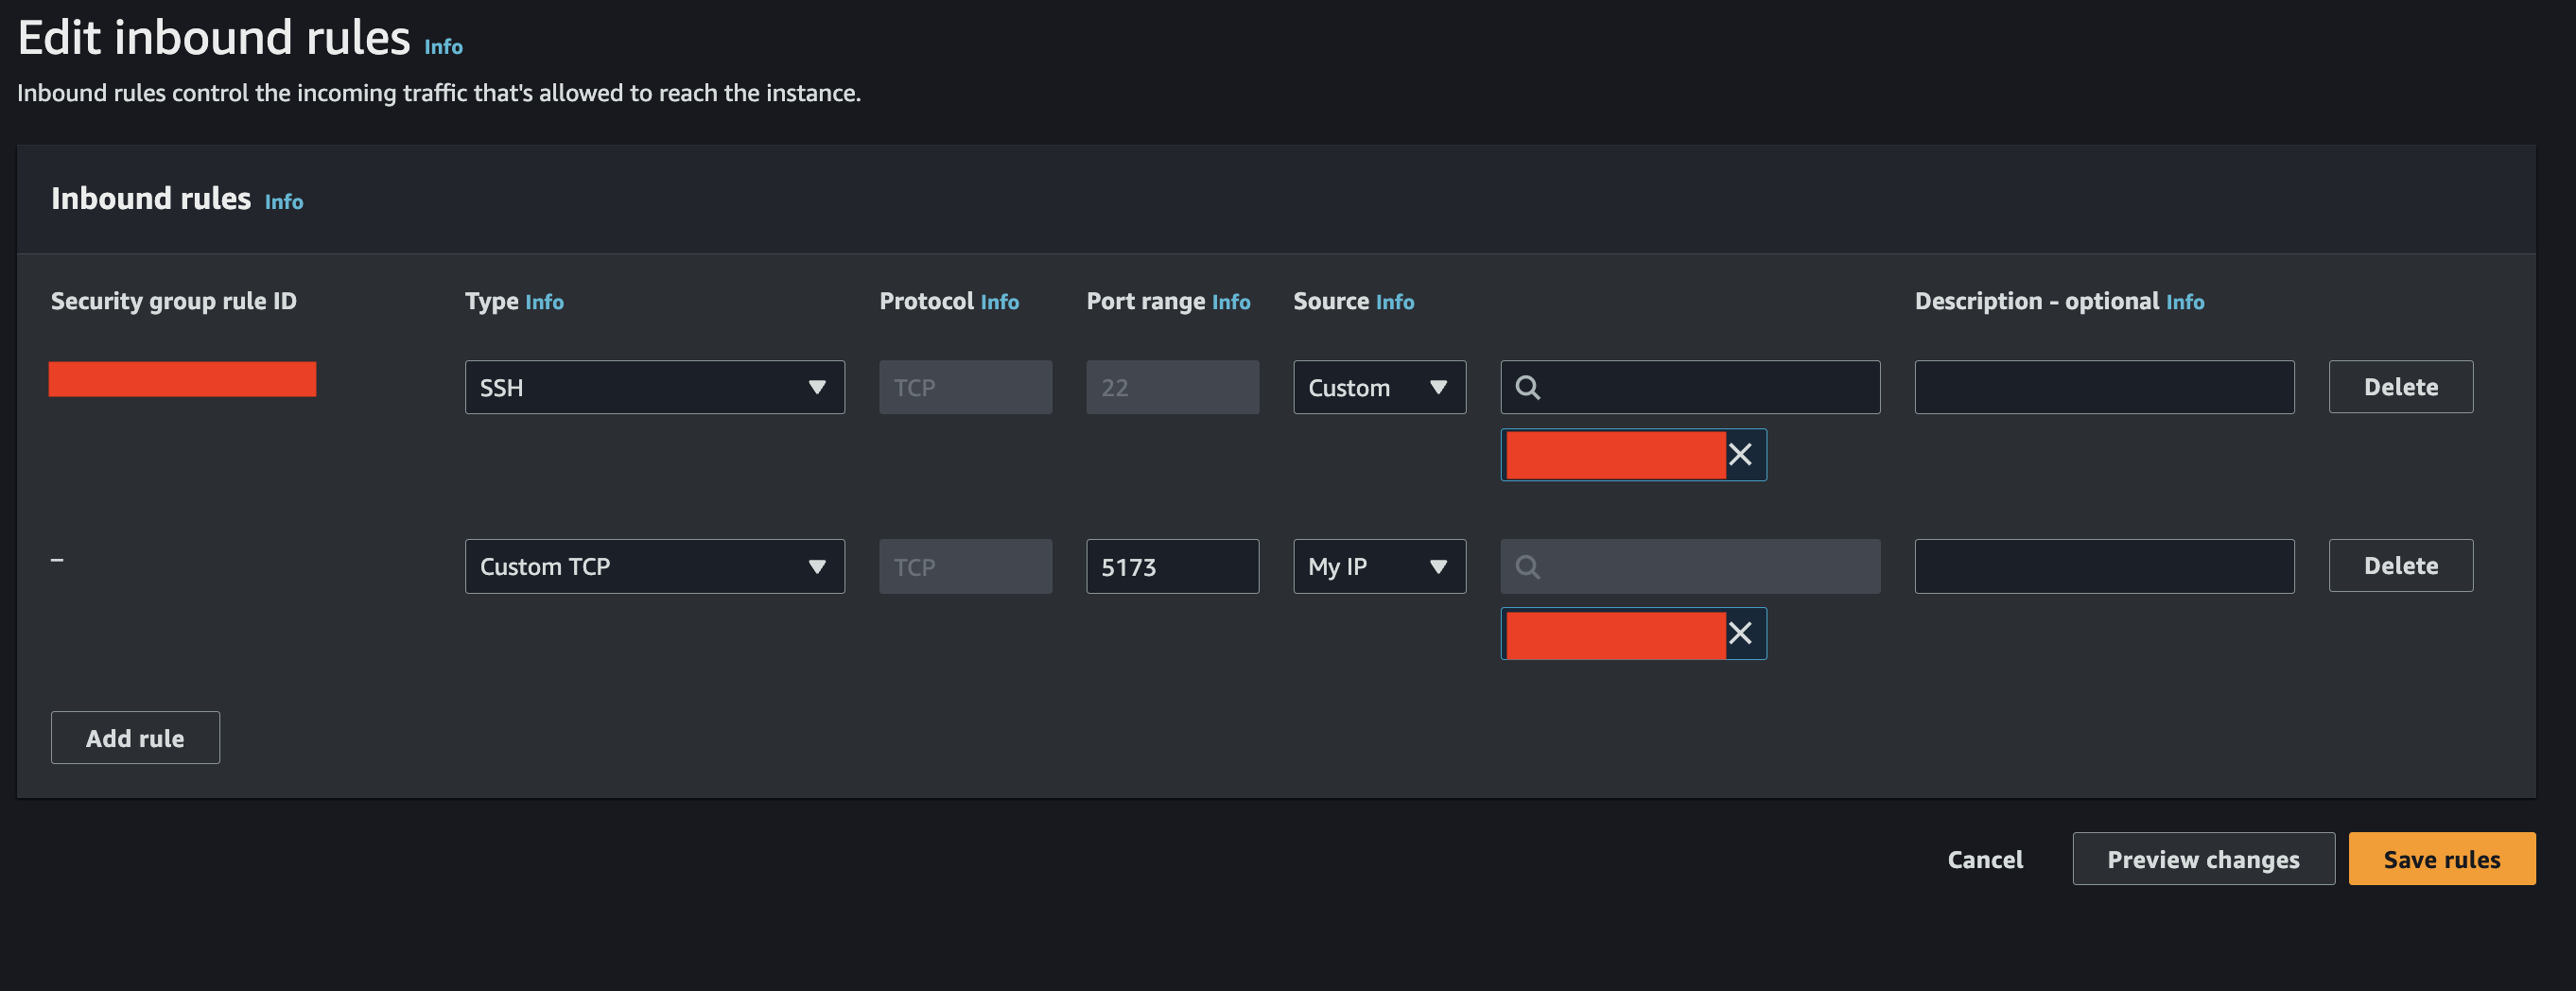 Edit inbound rules Info
Inbound rules control the incoming traffic that's allowed to reach the instance.
Inbound rules Info
Security group rule ID Type Info Protocol Info Port range Info Source Info Description - optional Info
SSH TCP 22 Custom Delete
– Custom TCP TCP 5173 My IP Delete
Add rule
Cancel Preview changes Save rules